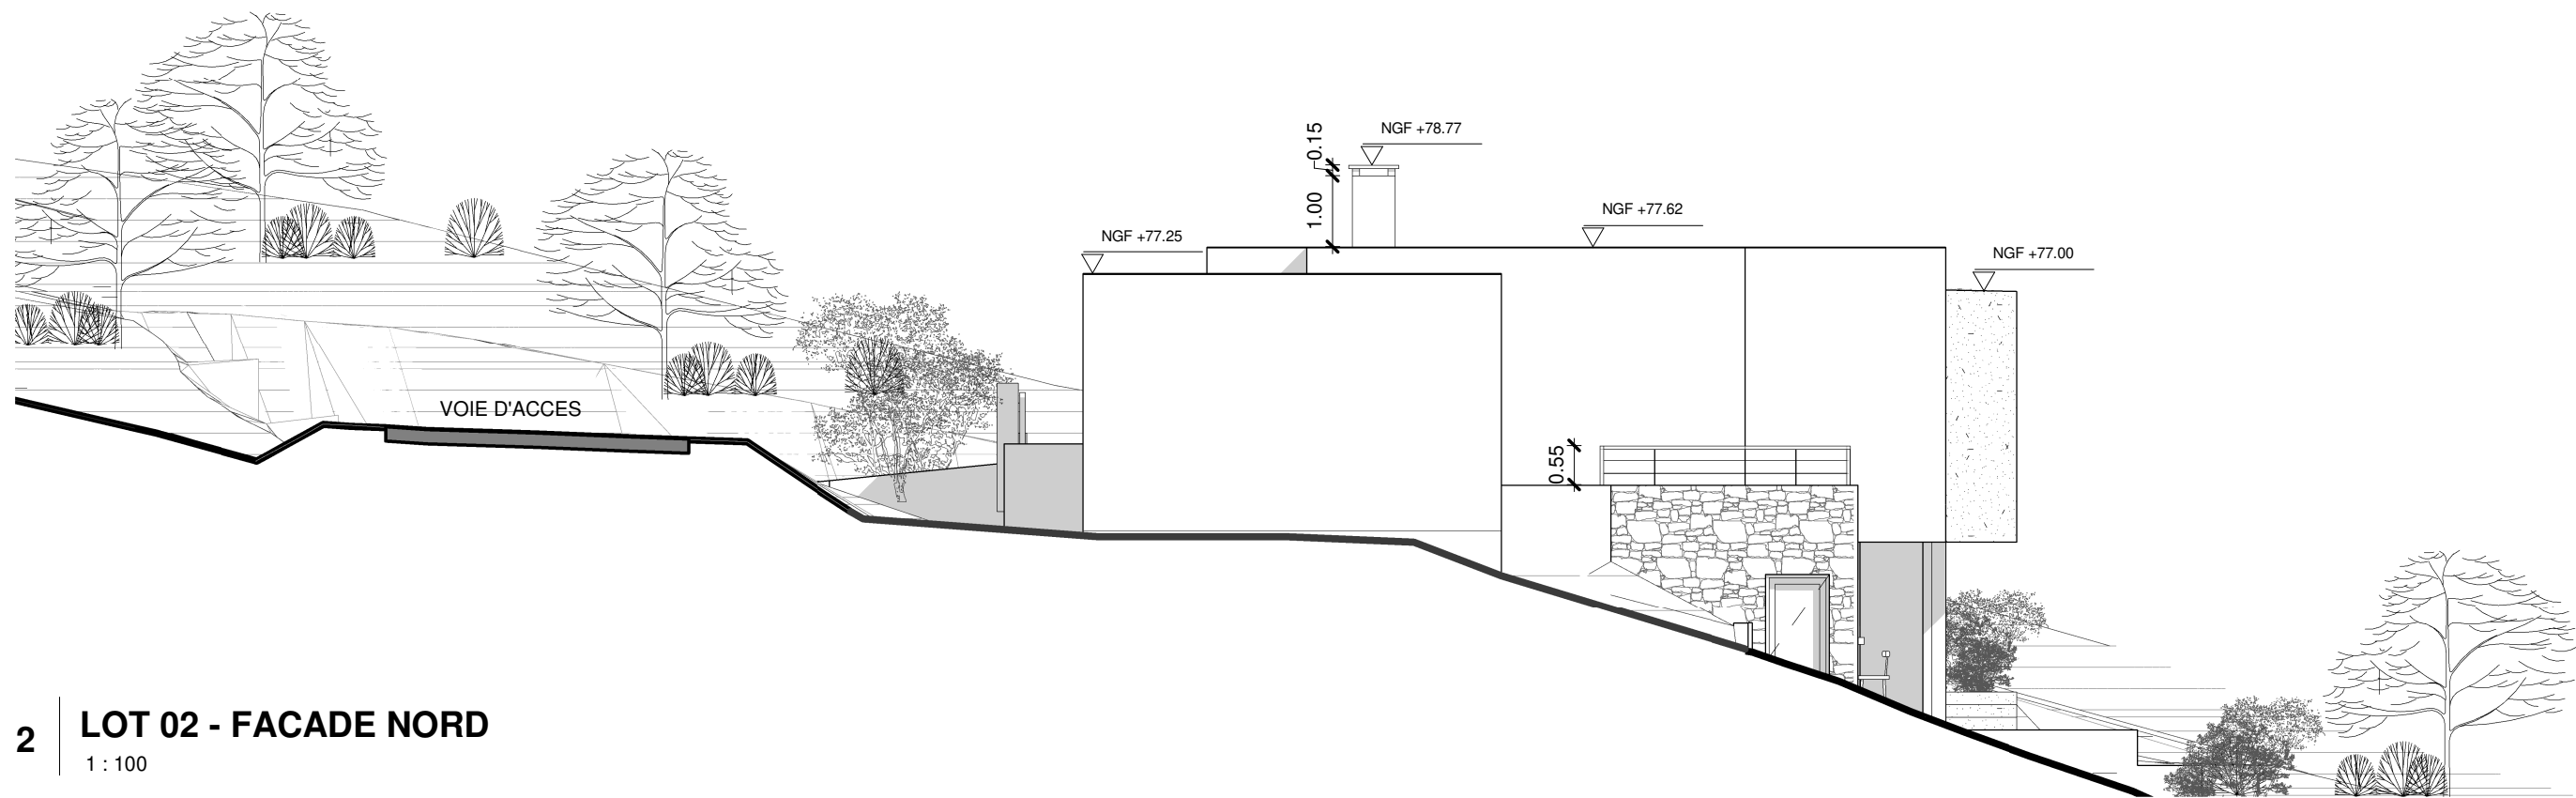 0.15
NGF +78.77
1.00
NGF +77.62
NGF +77.25
NGF +77.00
VOIE D'ACCES
0.55
2
LOT 02 - FACADE NORD
1 : 100